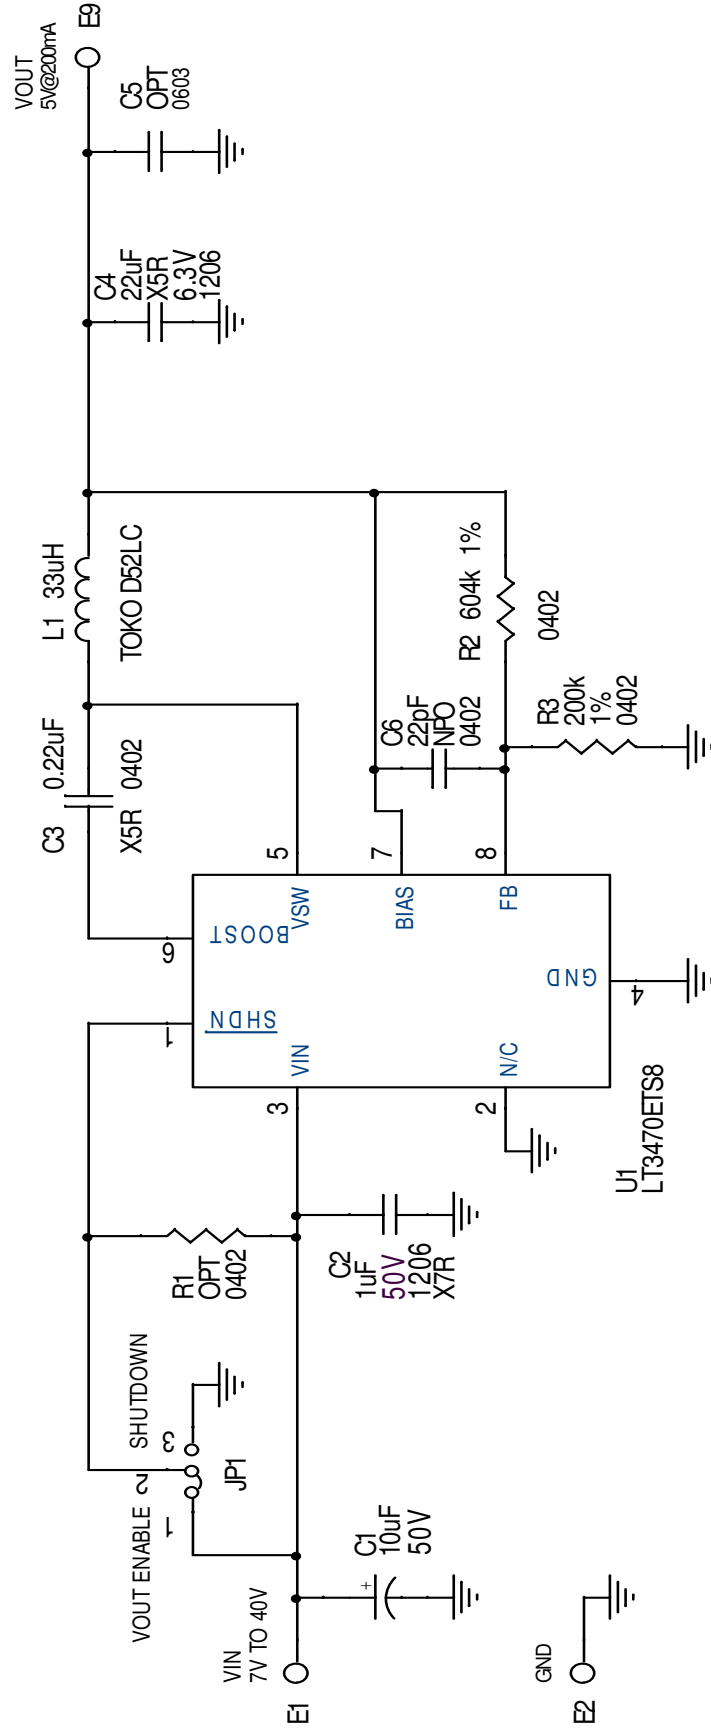 VIN
7V TO 40V
E1
GND
E2
VOUT ENABLE
SHUTDOWN
1
2
3
JP1
C1
10uF
50V
R1
OPT
0402
C2
1uF
50V
1206
X7R
U1
LT3470ETS8
3
VIN
2
N/C
1
SHDN
6
BOOST
4
GND
5
VSW
7
BIAS
8
FB
C3
0.22uF
X5R
0402
L1
33uH
TOKO D52LC
C6
22pF
NPO
0402
R2
604k
1%
0402
R3
200k
1%
0402
C4
22uF
X5R
6.3V
1206
C5
OPT
0603
VOUT
5V@200mA
E9
+